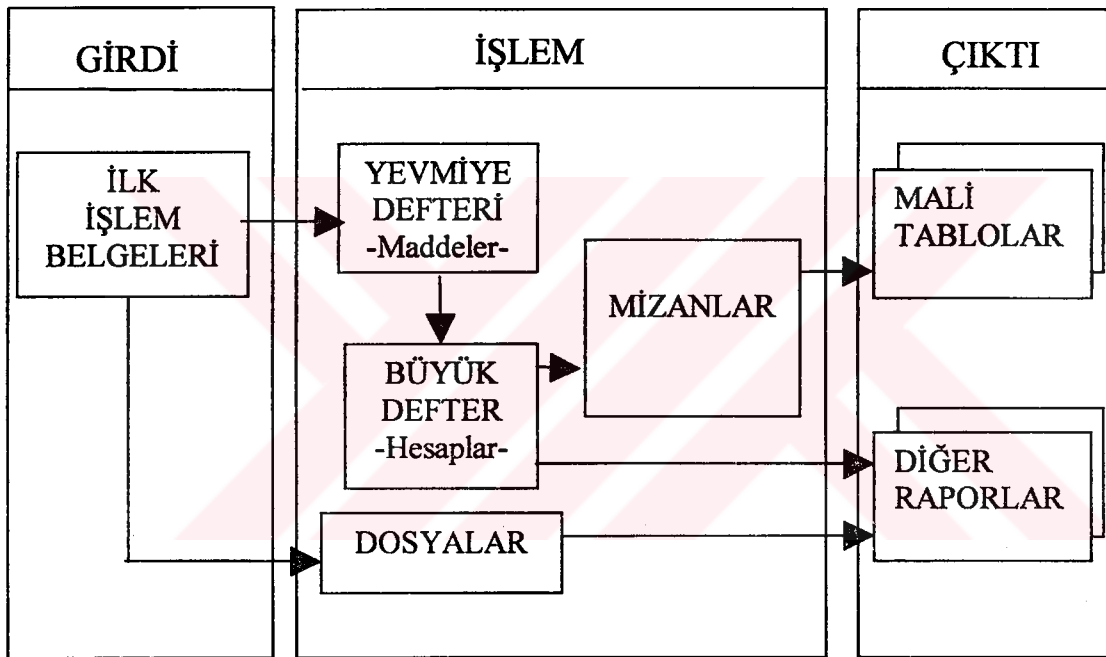 GİRDİ
İŞLEM
ÇIKTI
İLK
İŞLEM
BELGELERİ
YEVMİYE
DEFTERİ
-Maddeler-
BÜYÜK
DEFTER
-Hesaplar-
DOSYALAR
MİZANLAR
MALİ
TABLOLAR
DİĞER
RAPORLAR